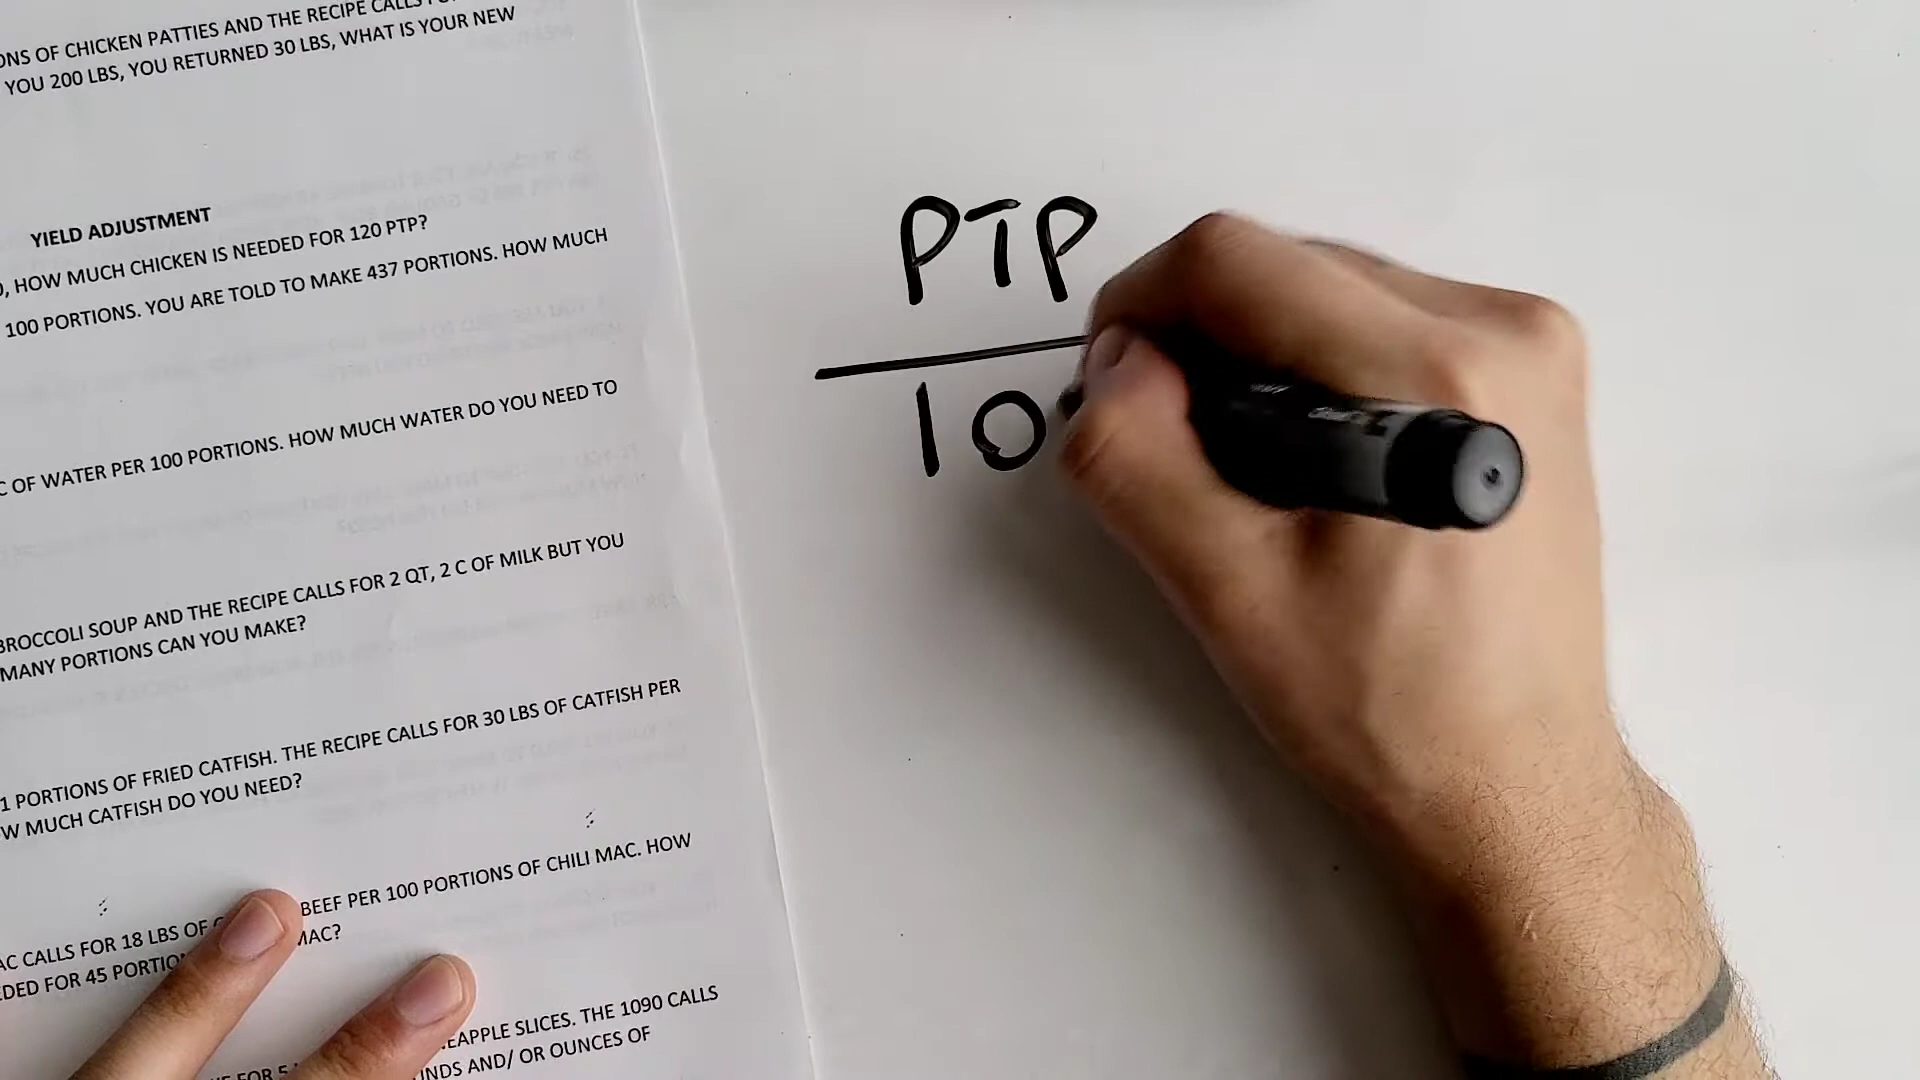 ONS OF CHICKEN PATTIES AND THE RECIPE CALLS
YOU 200 LBS, YOU RETURNED 30 LBS, WHAT IS YOUR NEW
YIELD ADJUSTMENT
, HOW MUCH CHICKEN IS NEEDED FOR 120 PTP?
100 PORTIONS. YOU ARE TOLD TO MAKE 437 PORTIONS. HOW MUCH
C OF WATER PER 100 PORTIONS. HOW MUCH WATER DO YOU NEED TO
BROCCOLI SOUP AND THE RECIPE CALLS FOR 2 QT, 2 C OF MILK BUT YOU
MANY PORTIONS CAN YOU MAKE?
1 PORTIONS OF FRIED CATFISH. THE RECIPE CALLS FOR 30 LBS OF CATFISH PER
W MUCH CATFISH DO YOU NEED?
AC CALLS FOR 18 LBS OF BEEF PER 100 PORTIONS OF CHILI MAC. HOW
DED FOR 45 PORTIO MAC?
EAPPLE SLICES. THE 1090 CALLS
FOR 5 NDS AND/ OR OUNCES OF
PTP
10